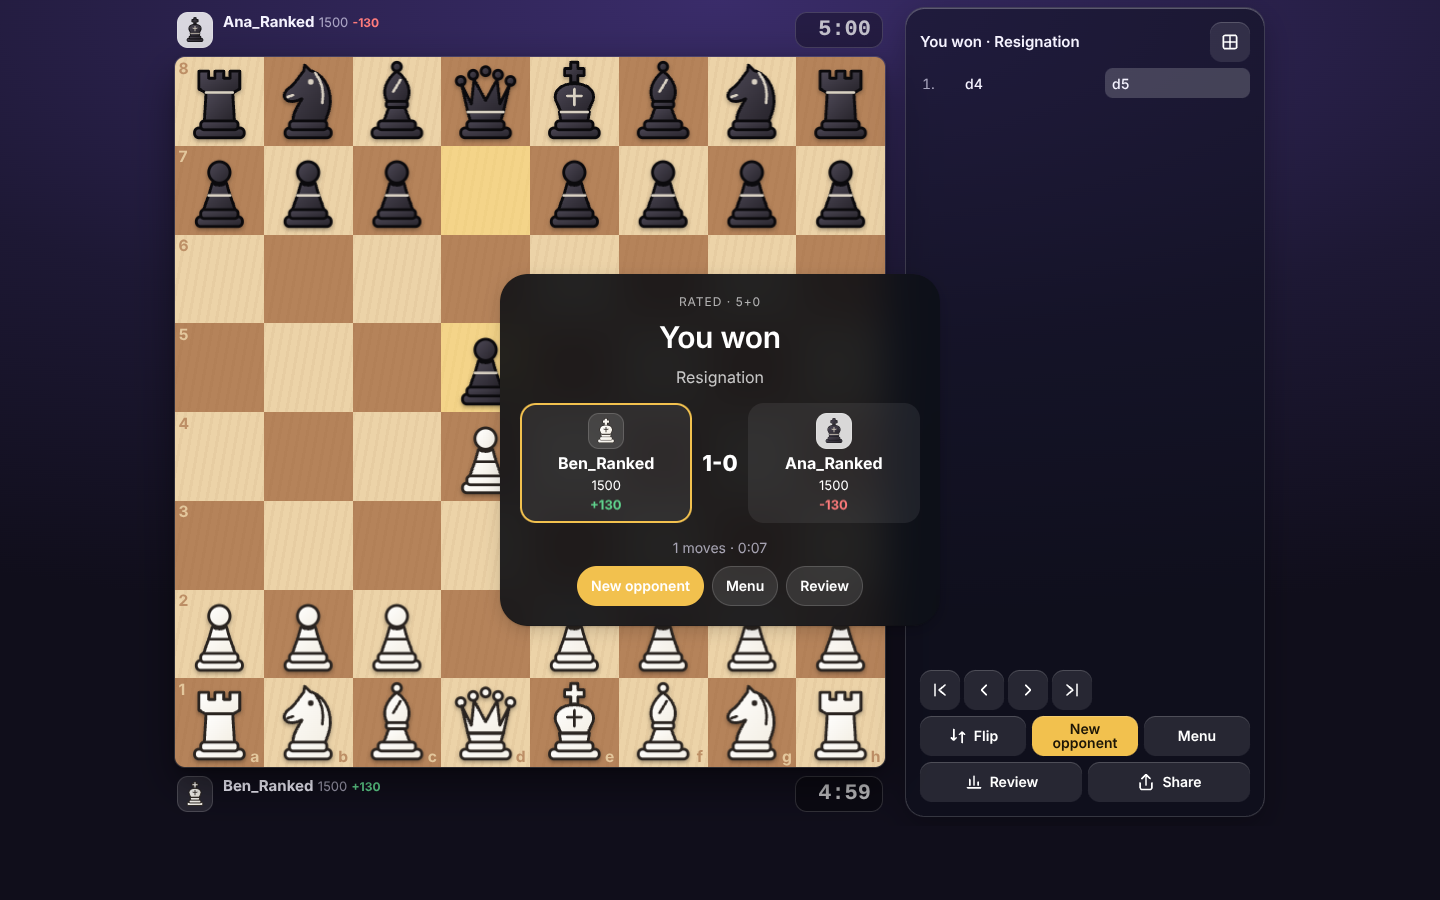 Ana_Ranked 1500 -130
5:00
8
7
6
5
4
3
2
1
a b c d e f g h
Ben_Ranked 1500 +130
4:59
RATED · 5+0
You won
Resignation
Ben_Ranked
1500
+130
1-0
Ana_Ranked
1500
-130
1 moves · 0:07
New opponent Menu Review
You won · Resignation
1. d4 d5
Flip
New
opponent
Menu
Review
Share